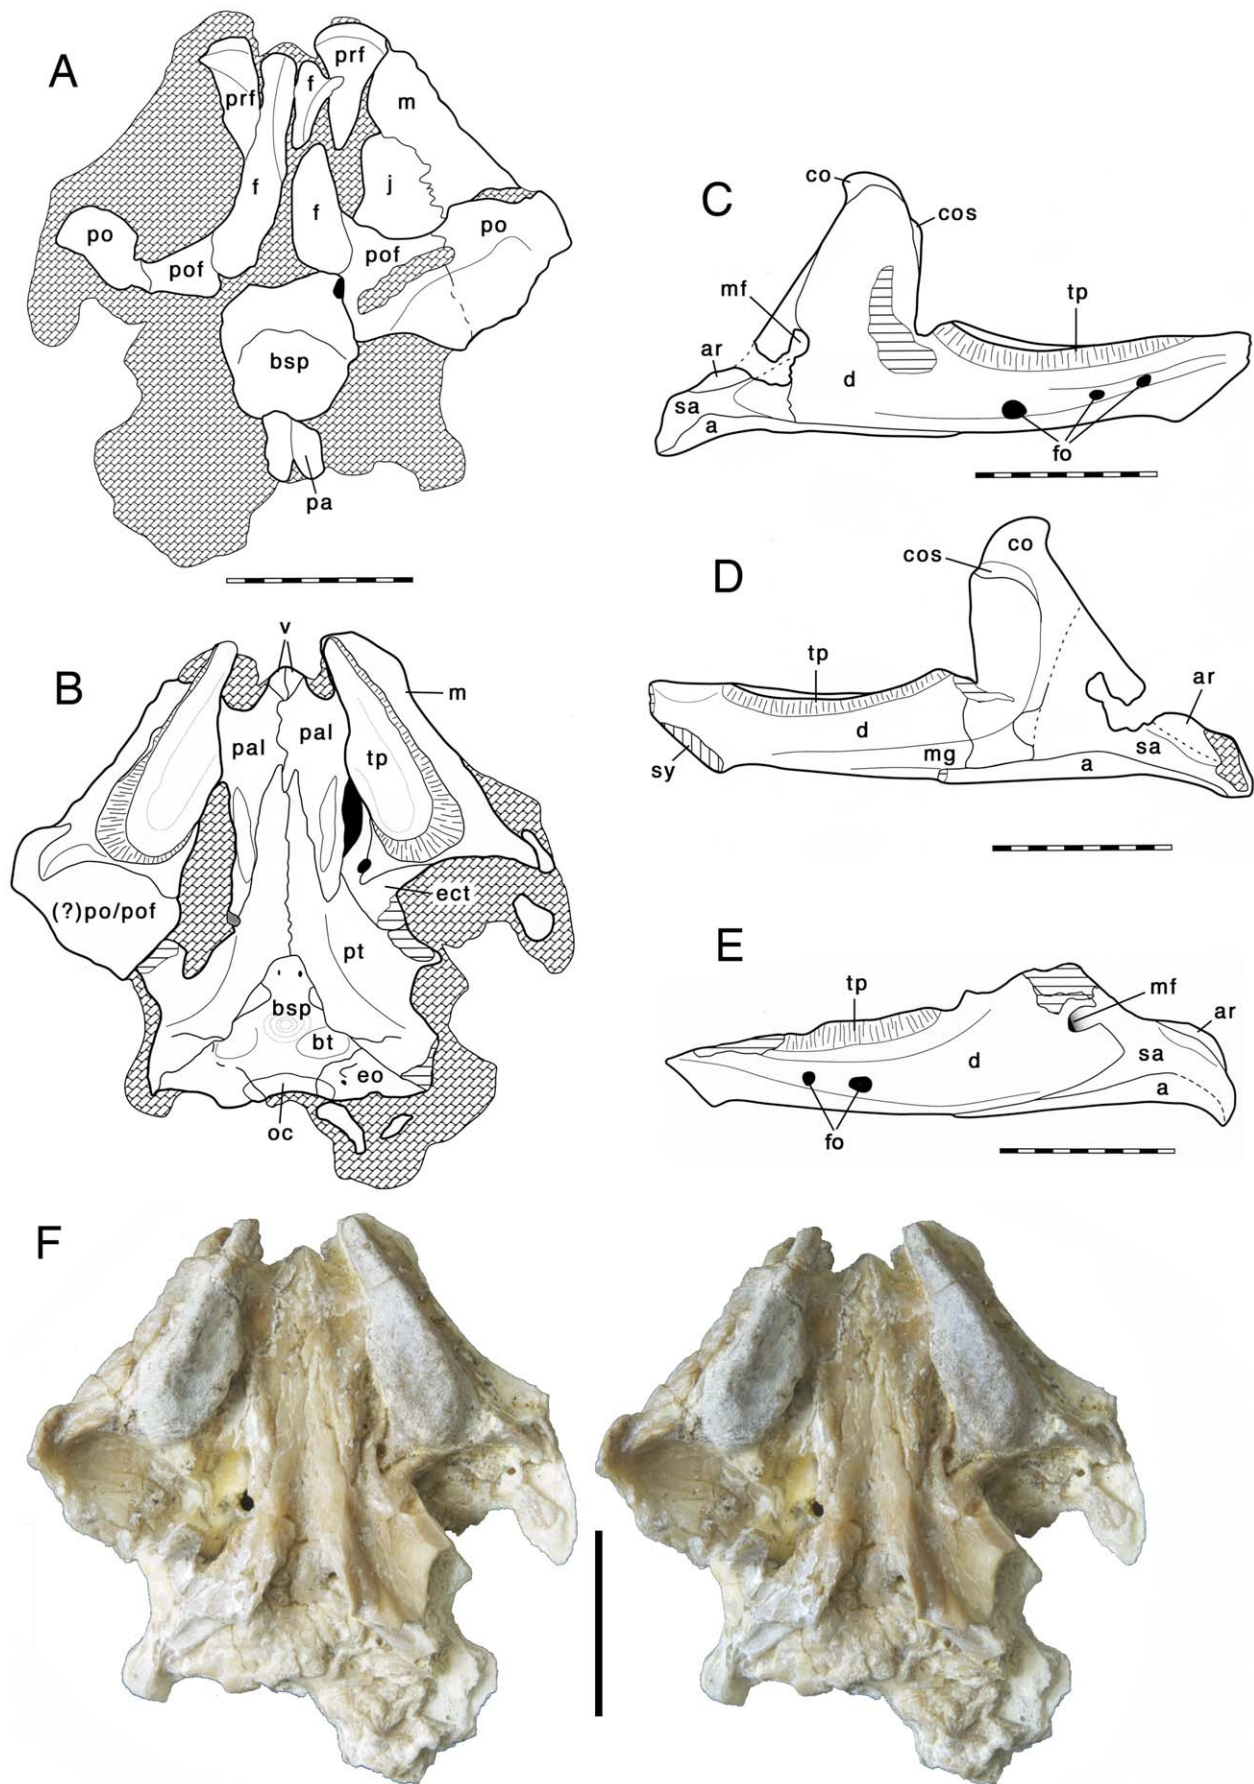 A
prf
f
prf
m
f
j
f
po
pof
pof
po
bsp
pa
B
v
m
pal
pal
tp
(?)po/pof
ect
pt
bsp
bt
eo
oc
C
co
cos
mf
tp
ar
d
sa
a
fo
D
co
cos
tp
ar
d
sa
mg
a
sy
E
tp
mf
ar
d
sa
a
fo
F